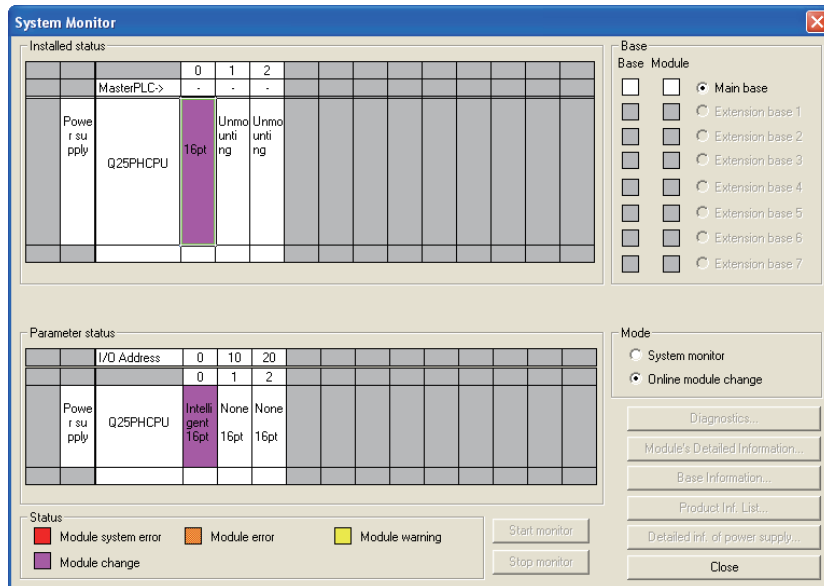 System Monitor
Installed status
0 1 2
MasterPLC-> - - -
Powe
r su
pply
Q25PHCPU
16pt
Unmo
unti
ng
Unmo
unti
ng
Base
Base Module
Main base
Extension base 1
Extension base 2
Extension base 3
Extension base 4
Extension base 5
Extension base 6
Extension base 7
Parameter status
I/O Address 0 10 20
0 1 2
Powe
r su
pply
Q25PHCPU
Intelli
gent
16pt
None
16pt
None
16pt
Mode
System monitor
Online module change
Diagnostics...
Module's Detailed Information...
Base Information...
Product Inf. List...
Detailed inf. of power supply...
Close
Status
Module system error
Module error
Module warning
Module change
Start monitor
Stop monitor